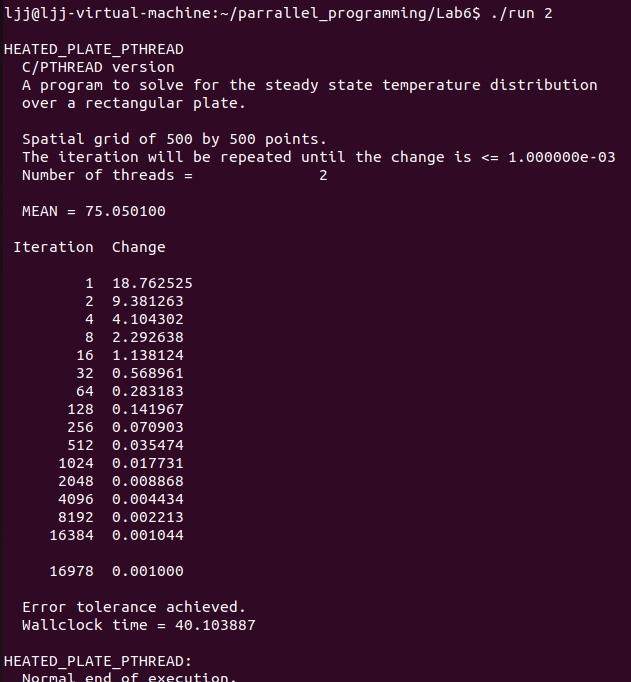 ljj@ljj-virtual-machine:~/parrallel_programming/Lab6$ ./run 2
HEATED_PLATE_PTHREAD
C/PTHREAD version
A program to solve for the steady state temperature distribution
over a rectangular plate.
Spatial grid of 500 by 500 points.
The iteration will be repeated until the change is <= 1.000000e-03
Number of threads = 2
MEAN = 75.050100
Iteration Change
1 18.762525
2 9.381263
4 4.104302
8 2.292638
16 1.138124
32 0.568961
64 0.283183
128 0.141967
256 0.070903
512 0.035474
1024 0.017731
2048 0.008868
4096 0.004434
8192 0.002213
16384 0.001044
16978 0.001000
Error tolerance achieved.
Wallclock time = 40.103887
HEATED_PLATE_PTHREAD:
Normal end of execution.